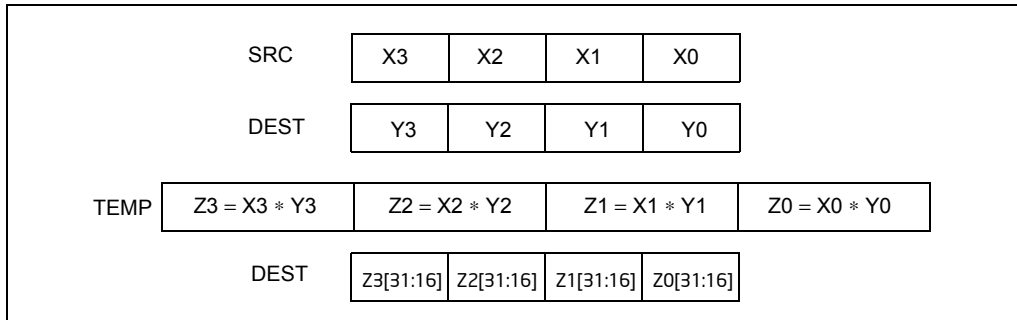 SRC X3 X2 X1 X0
DEST Y3 Y2 Y1 Y0
TEMP Z3 = X3 ∗ Y3 Z2 = X2 ∗ Y2 Z1 = X1 ∗ Y1 Z0 = X0 ∗ Y0
DEST Z3[31:16] Z2[31:16] Z1[31:16] Z0[31:16]